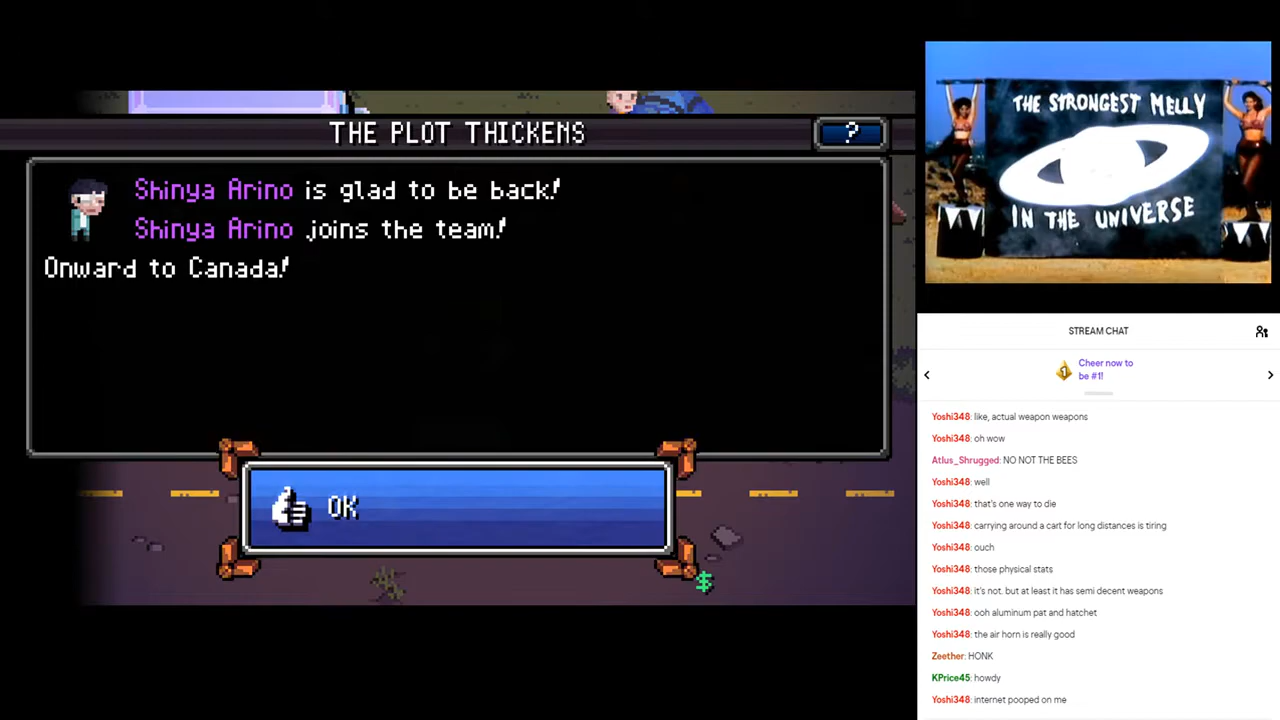 THE PLOT THICKENS
?
Shinya Arino is glad to be back!
Shinya Arino joins the team!
Onward to Canada!
OK
$
THE STRONGEST MELLY
IN THE UNIVERSE
STREAM CHAT
Cheer now to
be #1!
1
Yoshi348: like, actual weapon weapons
Yoshi348: oh wow
Atlus_Shrugged: NO NOT THE BEES
Yoshi348: well
Yoshi348: that's one way to die
Yoshi348: carrying around a cart for long distances is tiring
Yoshi348: ouch
Yoshi348: those physical stats
Yoshi348: it's not. but at least it has semi decent weapons
Yoshi348: ooh aluminum pat and hatchet
Yoshi348: the air horn is really good
Zeether: HONK
KPrice45: howdy
Yoshi348: internet pooped on me